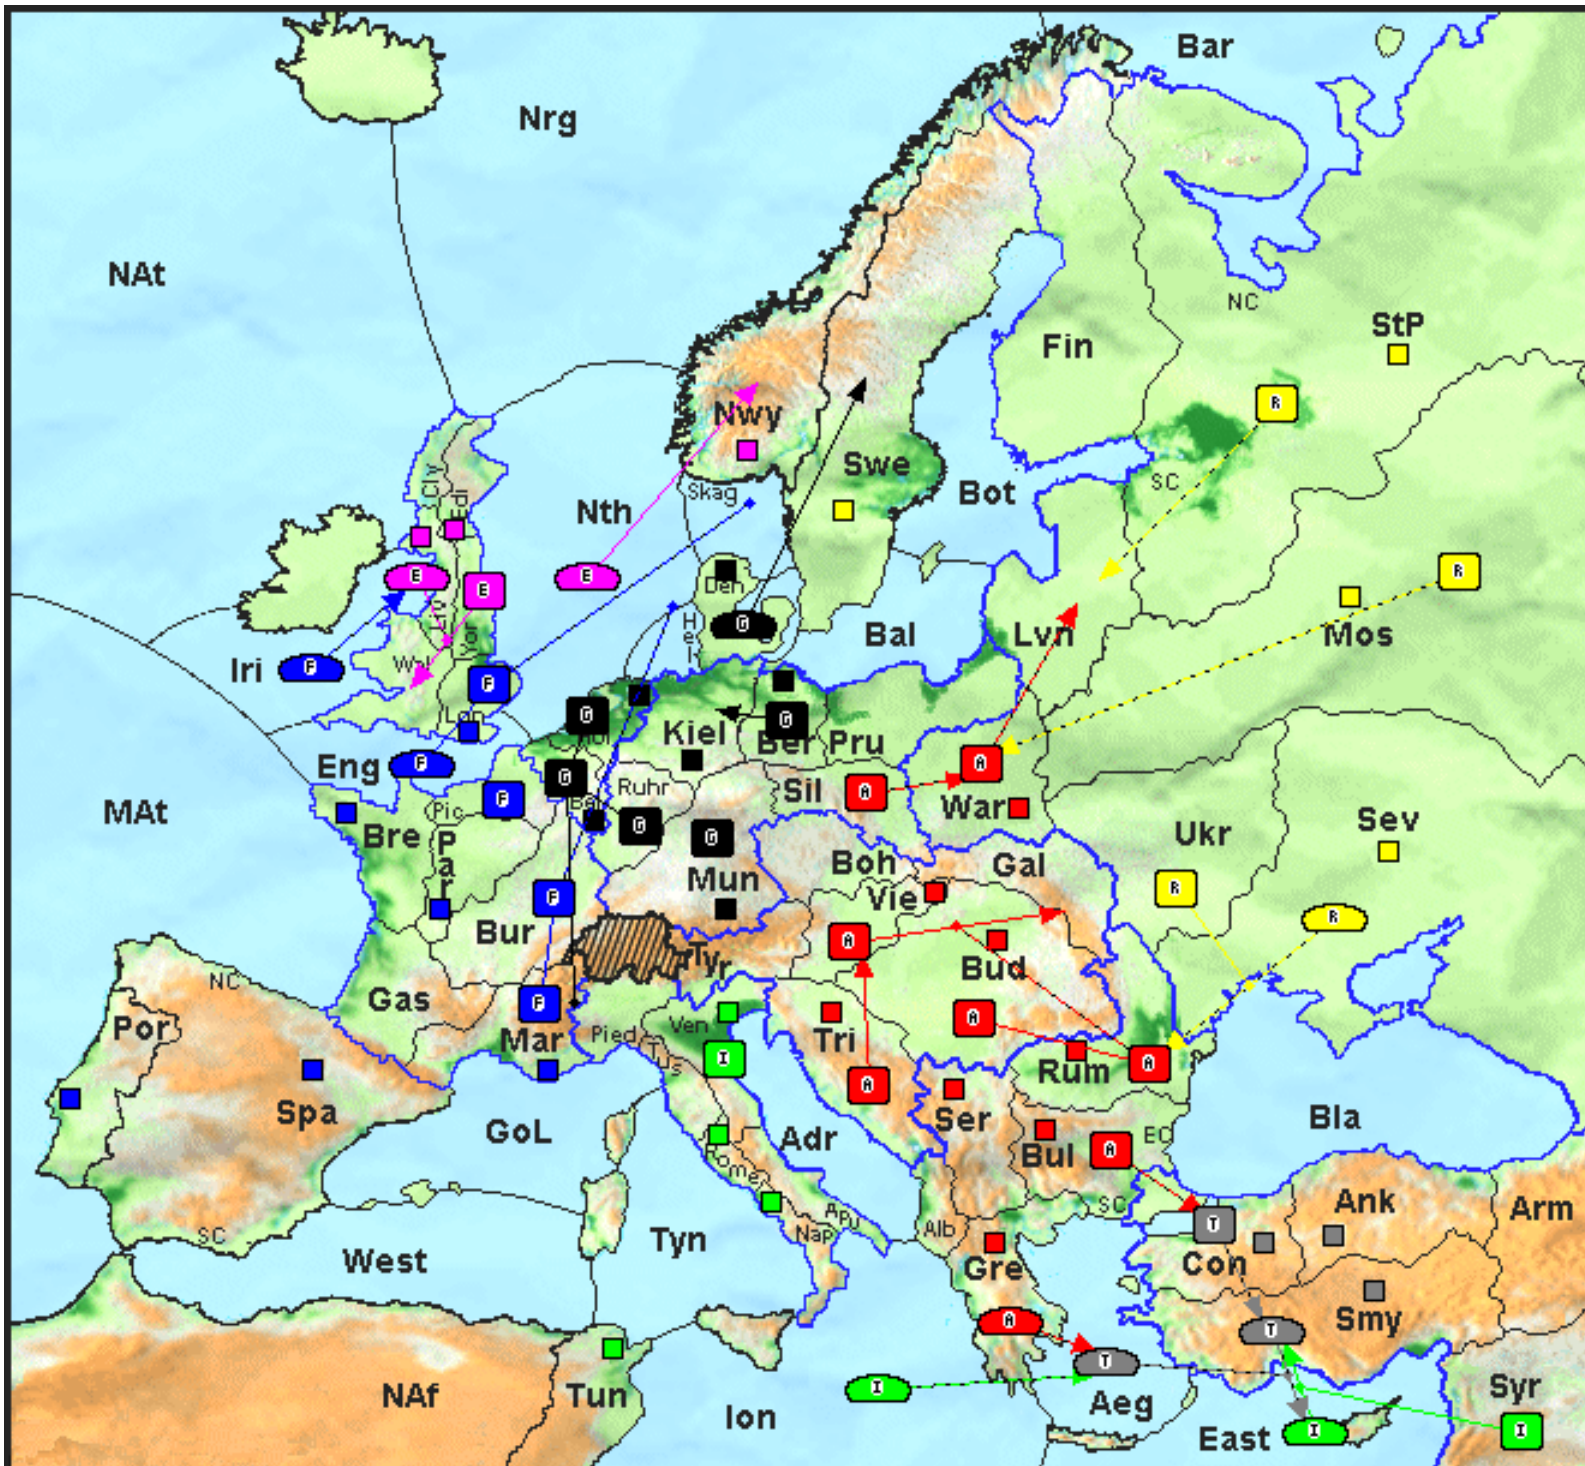 Bar
Nrg
NAt
NC
StP
Fin
Nwy
Swe
SC
Skag
Bot
Nth
Cly
Edi
Den
Hel
Liv
Yor
Bal
Lvn
Mos
Iri
Wal
Lon
Hol
Kiel
Ber
Pru
Eng
Ruhr
Sil
War
MAt
Pic
Bel
Bre
Par
Ukr
Sev
Boh
Gal
Mun
Vie
Bur
Tyr
Bud
NC
Gas
Por
Mar
Pied
Ven
Tri
Rum
Tus
Spa
GoL
Ser
Bla
Adr
Bul
EC
Rome
SC
West
Tyn
Apu
Nap
Alb
SC
Ank
Arm
Con
Gre
Smy
NAf
Tun
Ion
Aeg
East
Syr
R
E
E
E
R
G
F
F
G
G
F
A
A
G
F
G
G
R
F
R
A
F
A
I
A
A
A
T
A
T
T
I
I
I